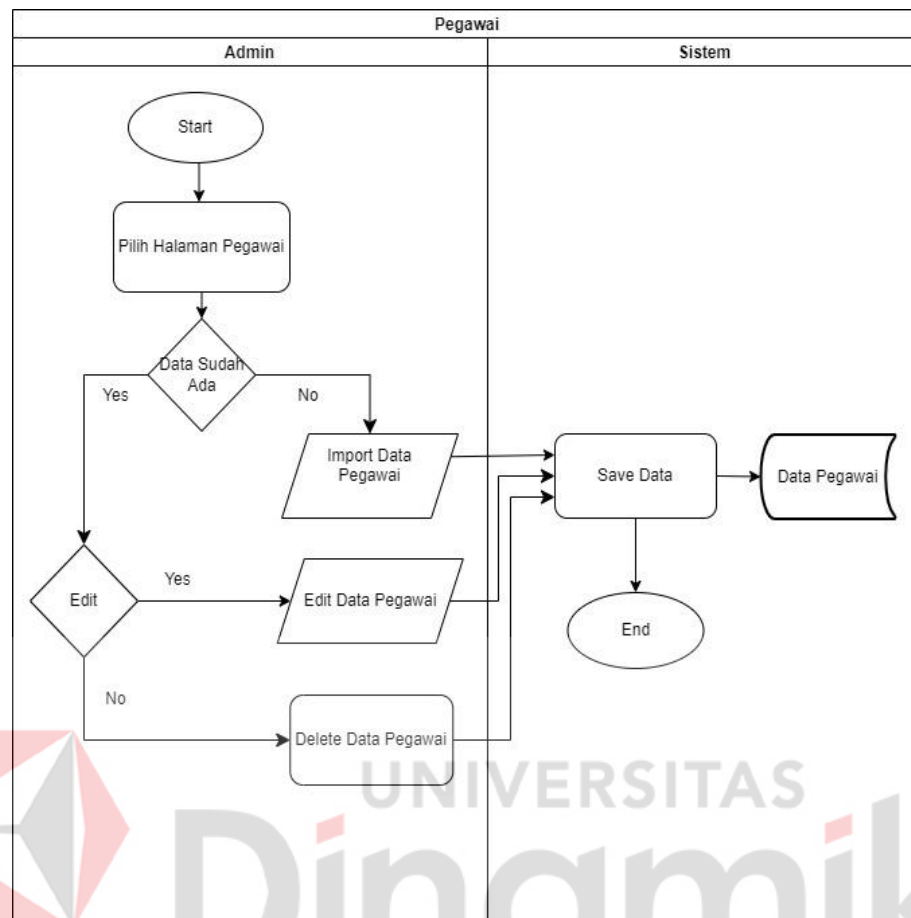 Pegawai
Admin
Sistem
Start
Pilih Halaman Pegawai
Data Sudah
Ada
Yes
No
Import Data
Pegawai
Save Data
Data Pegawai
Edit
Yes
Edit Data Pegawai
End
No
Delete Data Pegawai
UNIVERSITAS
Dinamik